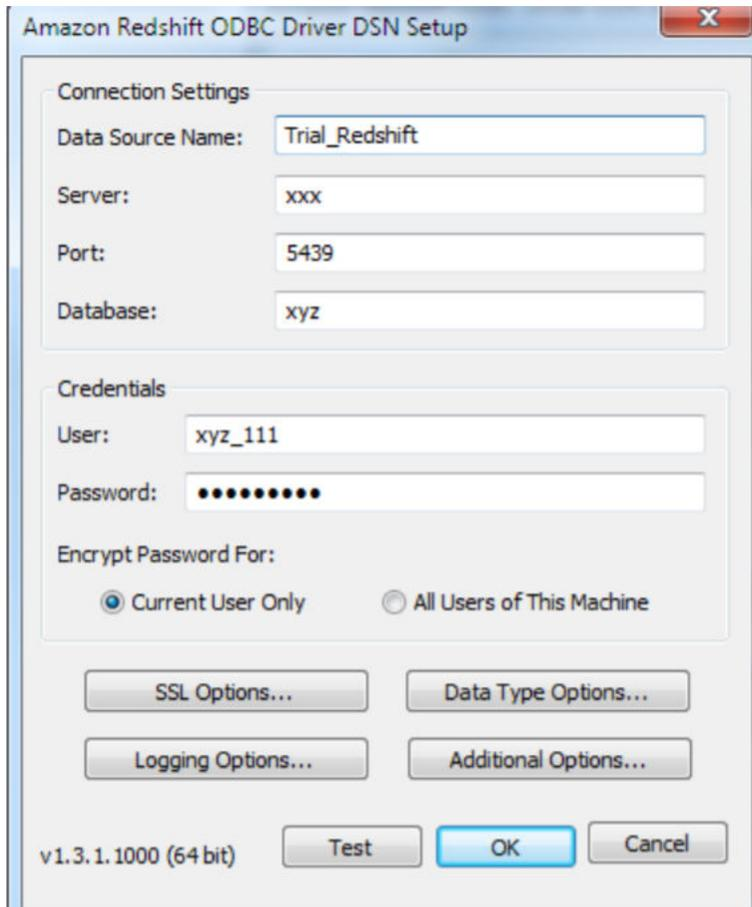 Amazon Redshift ODBC Driver DSN Setup
Connection Settings
Data Source Name: Trial_Redshift
Server: xxx
Port: 5439
Database: xyz
Credentials
User: xyz_111
Password: •••••••••
Encrypt Password For:
Current User Only All Users of This Machine
SSL Options... Data Type Options...
Logging Options... Additional Options...
v1.3.1.1000 (64 bit) Test OK Cancel